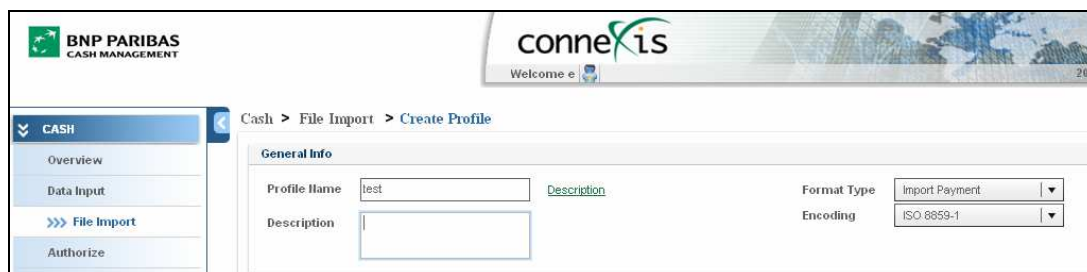 BNP PARIBAS
CASH MANAGEMENT
connexis
Welcome e
20
CASH
Overview
Data Input
>>> File Import
Authorize
Cash > File Import > Create Profile
General Info
Profile Name test Description Format Type Import Payment
Description Encoding ISO 8859-1